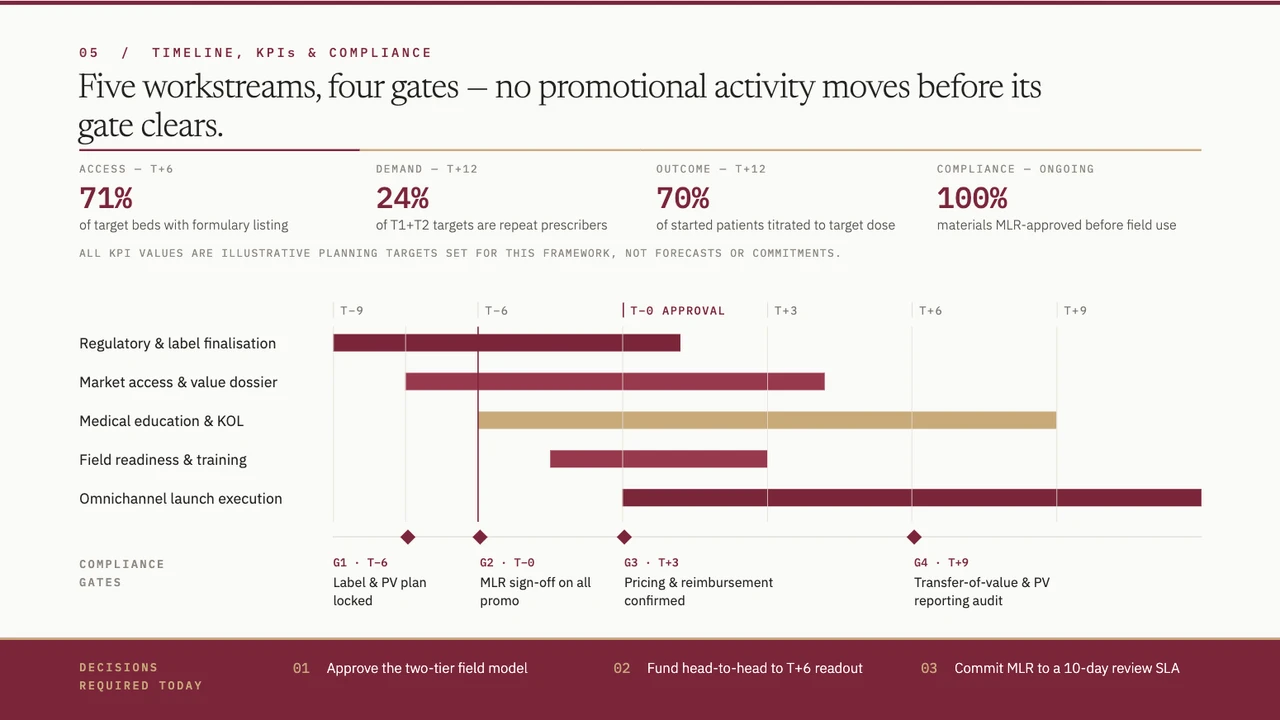 05 / TIMELINE, KPIs & COMPLIANCE
Five workstreams, four gates — no promotional activity moves before its
gate clears.
ACCESS — T+6
71%
of target beds with formulary listing
DEMAND — T+12
24%
of T1+T2 targets are repeat prescribers
OUTCOME — T+12
70%
of started patients titrated to target dose
COMPLIANCE — ONGOING
100%
materials MLR-approved before field use
ALL KPI VALUES ARE ILLUSTRATIVE PLANNING TARGETS SET FOR THIS FRAMEWORK, NOT FORECASTS OR COMMITMENTS.
T−9 T−6 T−0 APPROVAL T+3 T+6 T+9
Regulatory & label finalisation
Market access & value dossier
Medical education & KOL
Field readiness & training
Omnichannel launch execution
COMPLIANCE
GATES
G1 · T−6
Label & PV plan
locked
G2 · T−0
MLR sign-off on all
promo
G3 · T+3
Pricing & reimbursement
confirmed
G4 · T+9
Transfer-of-value & PV
reporting audit
DECISIONS
REQUIRED TODAY
01 Approve the two-tier field model
02 Fund head-to-head to T+6 readout
03 Commit MLR to a 10-day review SLA